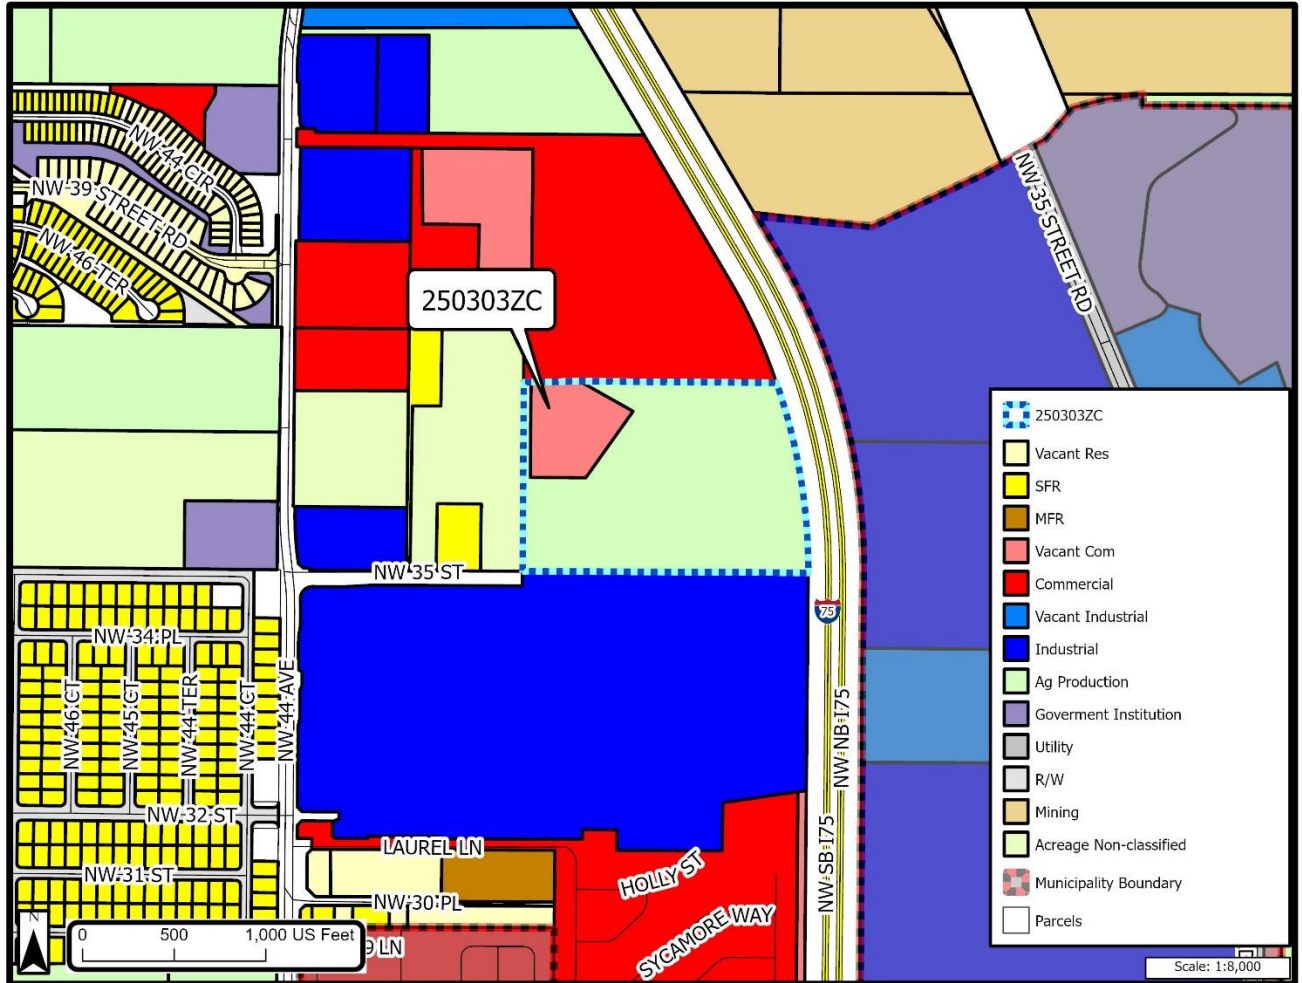 NW 44 CIR
NW 39 STREET RD
NW 46 TER
NW 35 STREET RD
250303ZC
NW 35 ST
75
NW 34 PL
NW 46 CT
NW 45 CT
NW 44 TER
NW 44 CT
NW 44 AVE
NW NB I75
NW SB I75
NW 32 ST
LAUREL LN
NW 31 ST
HOLLY ST
NW 30 PL
SYCAMORE WAY
9 LN
N
0 500 1,000 US Feet
250303ZC
Vacant Res
SFR
MFR
Vacant Com
Commercial
Vacant Industrial
Industrial
Ag Production
Goverment Institution
Utility
R/W
Mining
Acreage Non-classified
Municipality Boundary
Parcels
Scale: 1:8,000